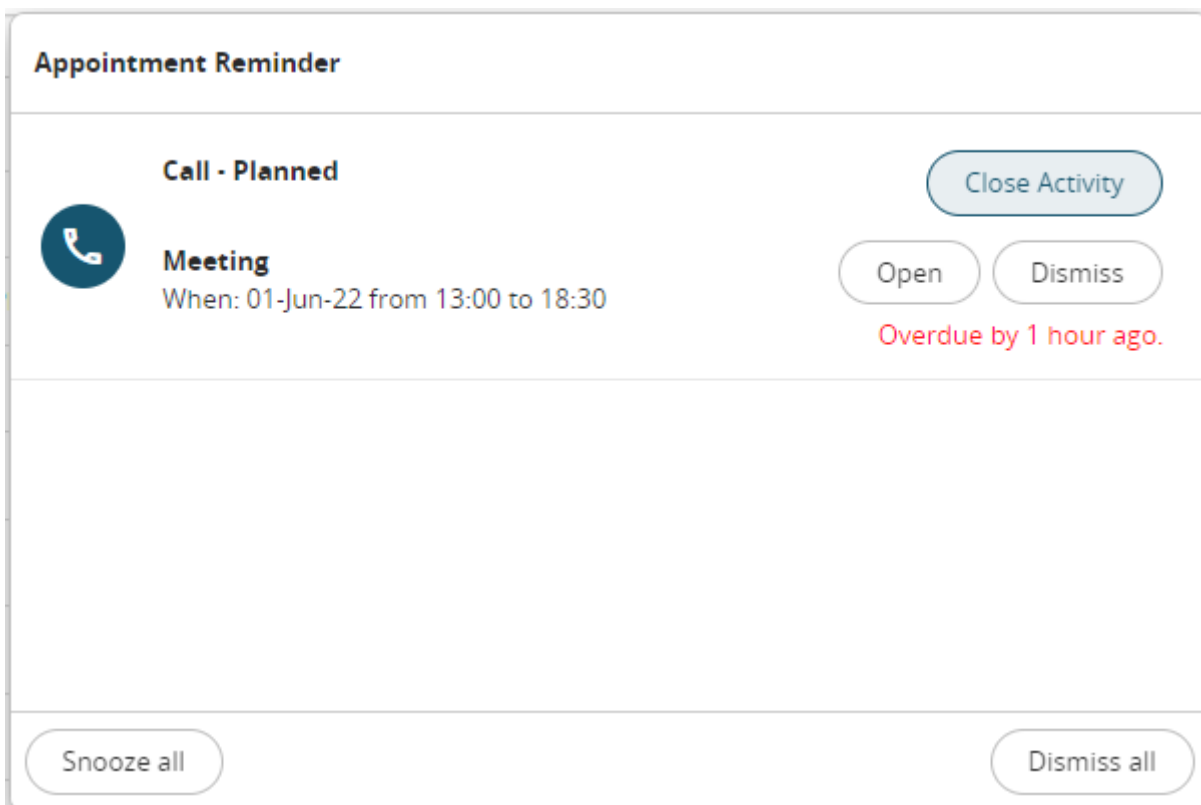 Appointment Reminder
Call - Planned
Close Activity
Meeting
When: 01-Jun-22 from 13:00 to 18:30
Open
Dismiss
Overdue by 1 hour ago.
Snooze all
Dismiss all